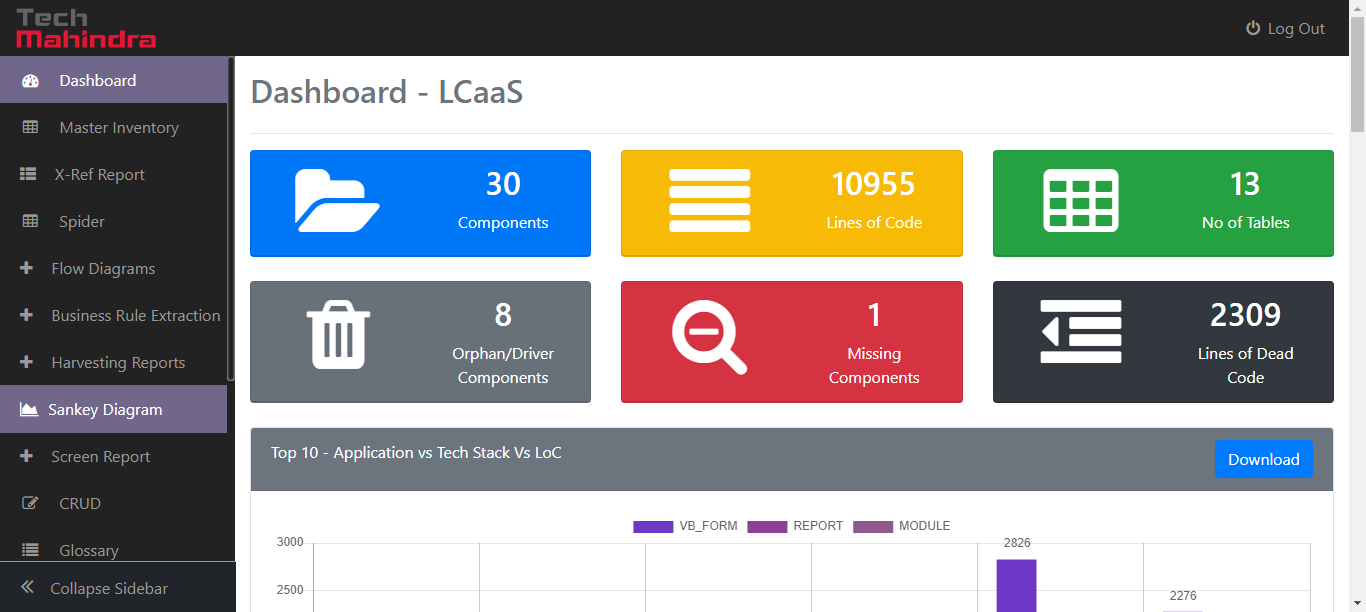 Tech
Mahindra
Log Out
Dashboard
Master Inventory
X-Ref Report
Spider
Flow Diagrams
Business Rule Extraction
Harvesting Reports
Sankey Diagram
Screen Report
CRUD
Glossary
Collapse Sidebar
Dashboard - LCaaS
30
Components
10955
Lines of Code
13
No of Tables
8
Orphan/Driver
Components
1
Missing
Components
2309
Lines of Dead
Code
Top 10 - Application vs Tech Stack Vs LoC
Download
VB_FORM REPORT MODULE
3000
2826
2500
2276